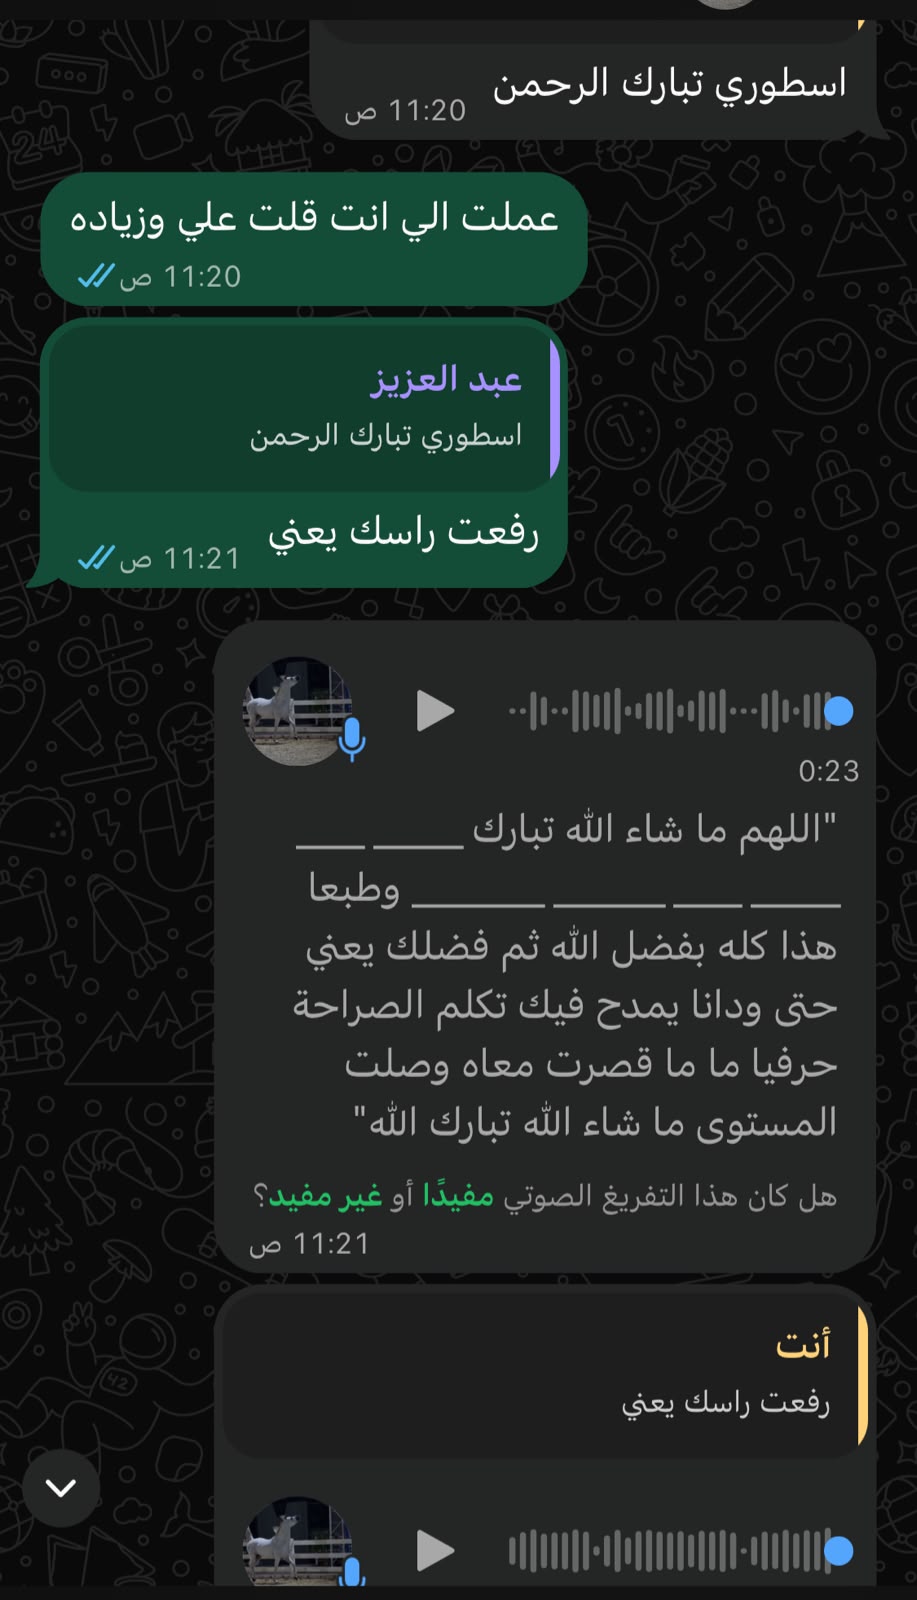 اسطوري تبارك الرحمن
11:20 ص
عملت الي انت قلت علي وزياده
11:20 ص
عبد العزيز
اسطوري تبارك الرحمن
رفعت راسك يعني
11:21 ص
0:23
"اللهم ما شاء الله تبارك ____ ___
____ ___ _____ ______ وطبعا
هذا كله بفضل الله ثم فضلك يعني
حتى ودانا يمدح فيك تكلم الصراحة
حرفيا ما ما قصرت معاه وصلت
المستوى ما شاء الله تبارك الله"
هل كان هذا التفريغ الصوتي مفيدًا أو غير مفيد؟
11:21 ص
أنت
رفعت راسك يعني